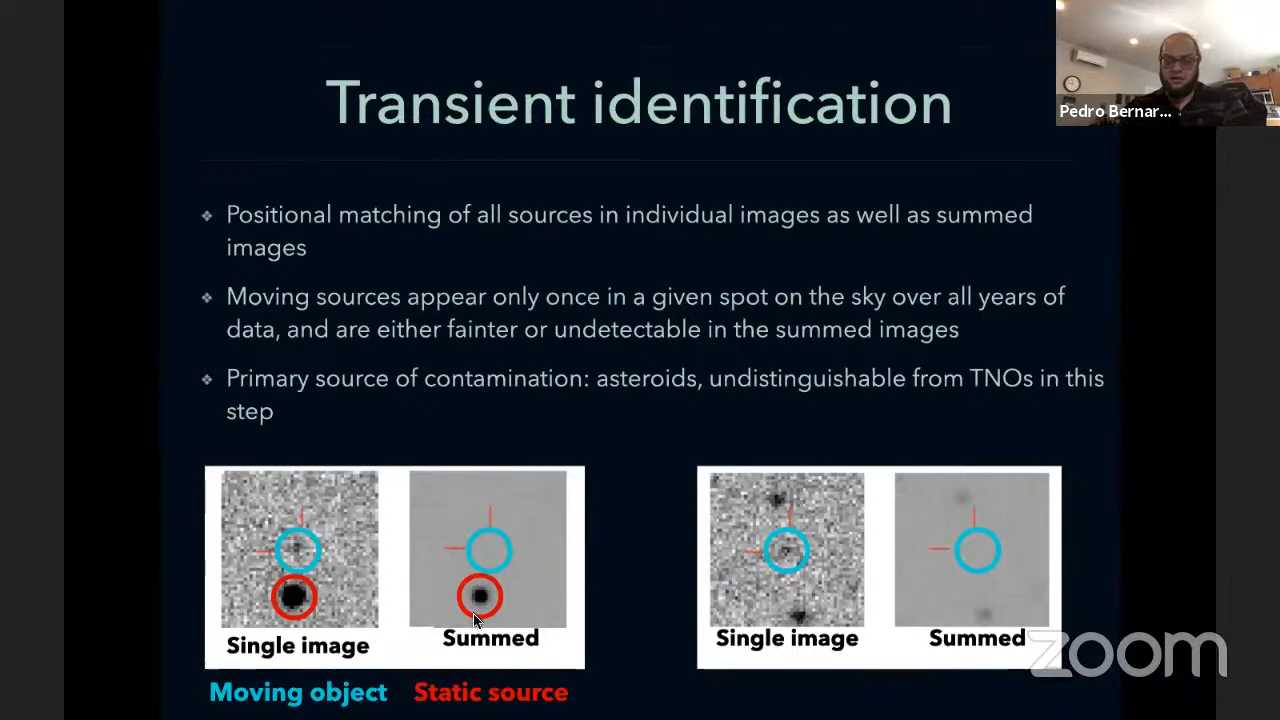 Transient identification
Pedro Bernar...
Positional matching of all sources in individual images as well as summed
images
Moving sources appear only once in a given spot on the sky over all years of
data, and are either fainter or undetectable in the summed images
Primary source of contamination: asteroids, undistinguishable from TNOs in this
step
Single image
Summed
Single image
Summed
Moving object
Static source
zoom